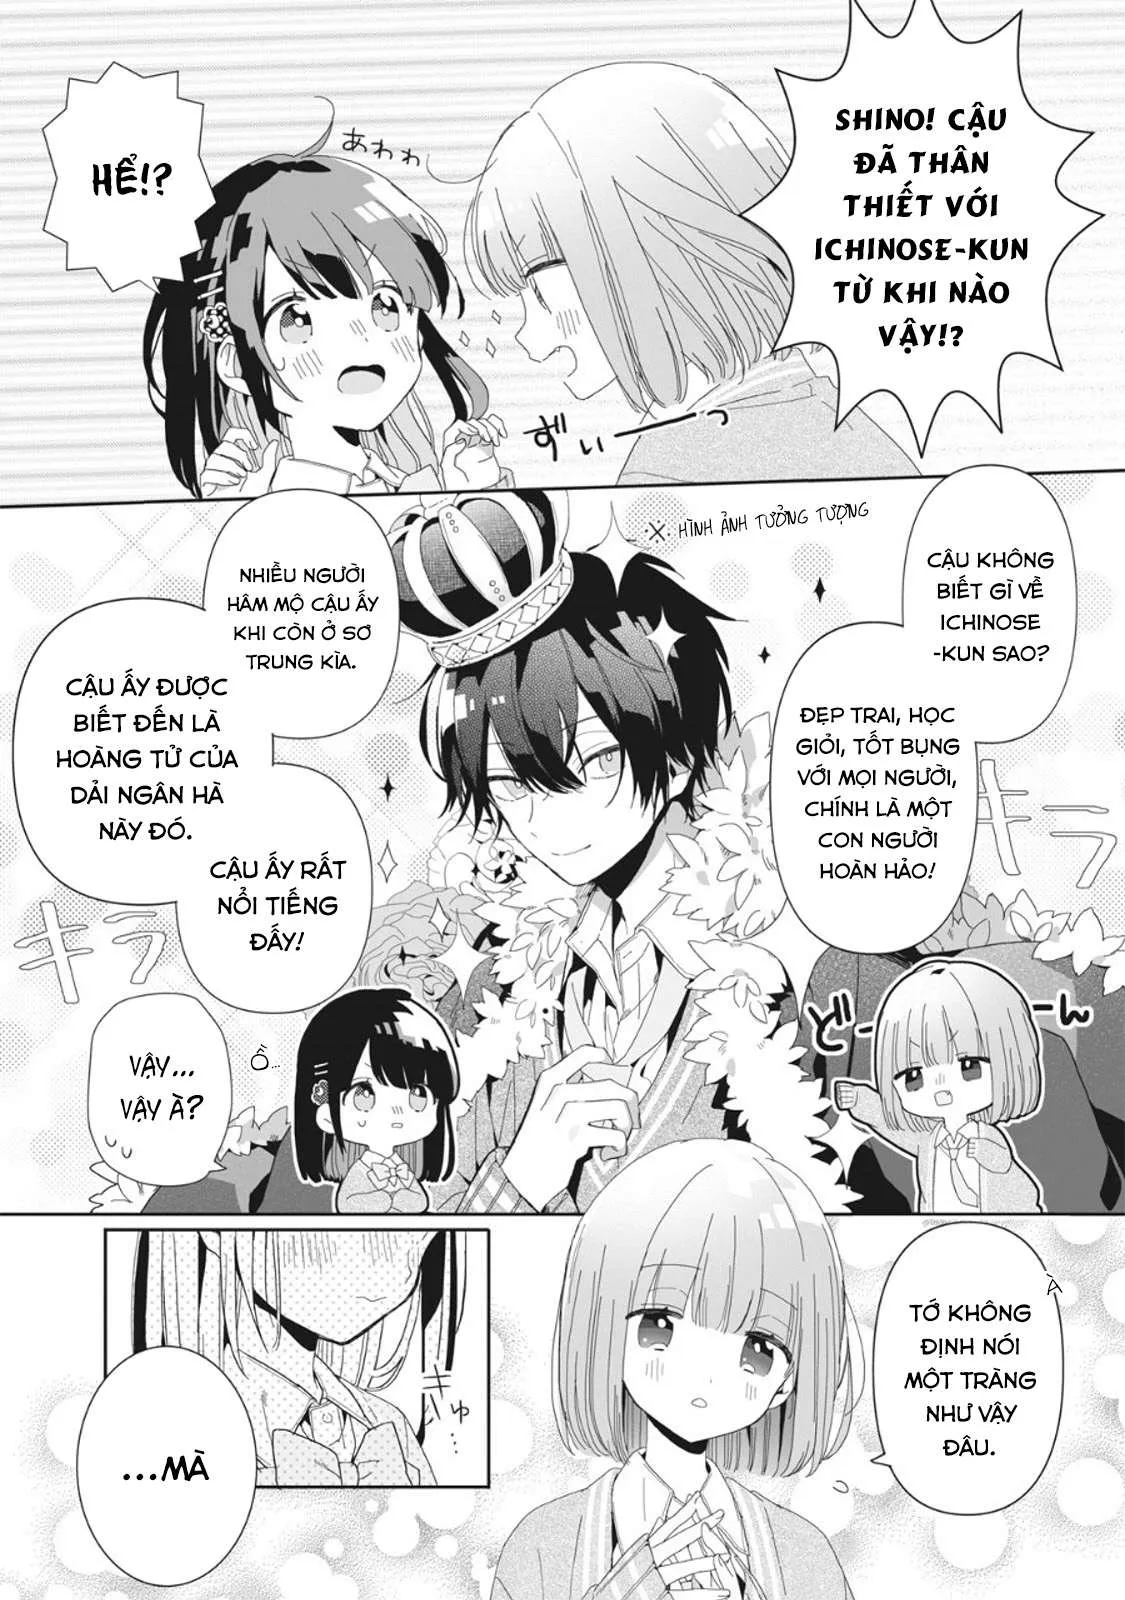 SHINO! CẬU
ĐÃ THÂN
THIẾT VỚI
ICHINOSE-KUN
TỪ KHI NÀO
VẬY!?
HỂ!?
あわわ
ずいーっ
※ HÌNH ẢNH TƯỞNG TƯỢNG
CẬU KHÔNG
BIẾT GÌ VỀ
ICHINOSE
-KUN SAO?
ĐẸP TRAI, HỌC
GIỎI, TỐT BỤNG
VỚI MỌI NGƯỜI,
CHÍNH LÀ MỘT
CON NGƯỜI
HOÀN HẢO!
NHIỀU NGƯỜI
HÂM MỘ CẬU ẤY
KHI CÒN Ở SƠ
TRUNG KÌA.
CẬU ẤY ĐƯỢC
BIẾT ĐẾN LÀ
HOÀNG TỬ CỦA
DẢI NGÂN HÀ
NÀY ĐÓ.
CẬU ẤY RẤT
NỔI TIẾNG
ĐẤY!
キラ
キラ
どーーん
Ồ...
VẬY...
VẬY À?
À
TỚ KHÔNG
ĐỊNH NÓI
MỘT TRÀNG
NHƯ VẬY
ĐÂU.
きゅ...
...MÀ